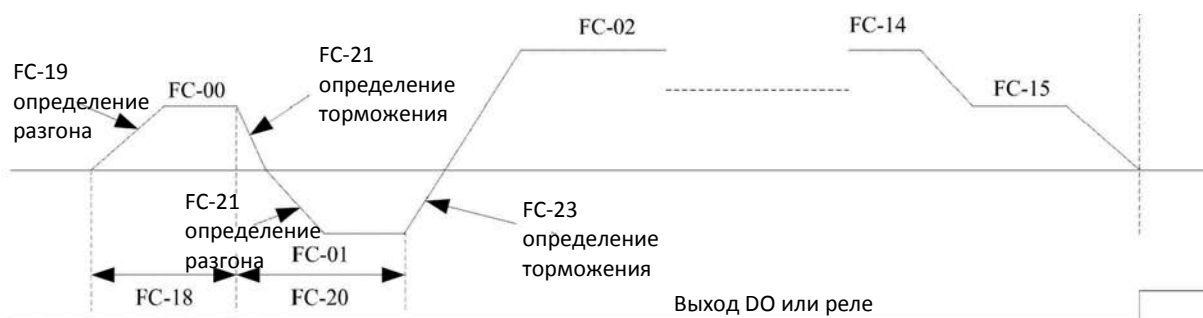 FC-02
FC-14
FC-21
определение
торможения
FC-19
определение
разгона
FC-00
FC-15
FC-21
определение
разгона
FC-01
FC-23
определение
торможения
FC-18
FC-20
Выход DO или реле